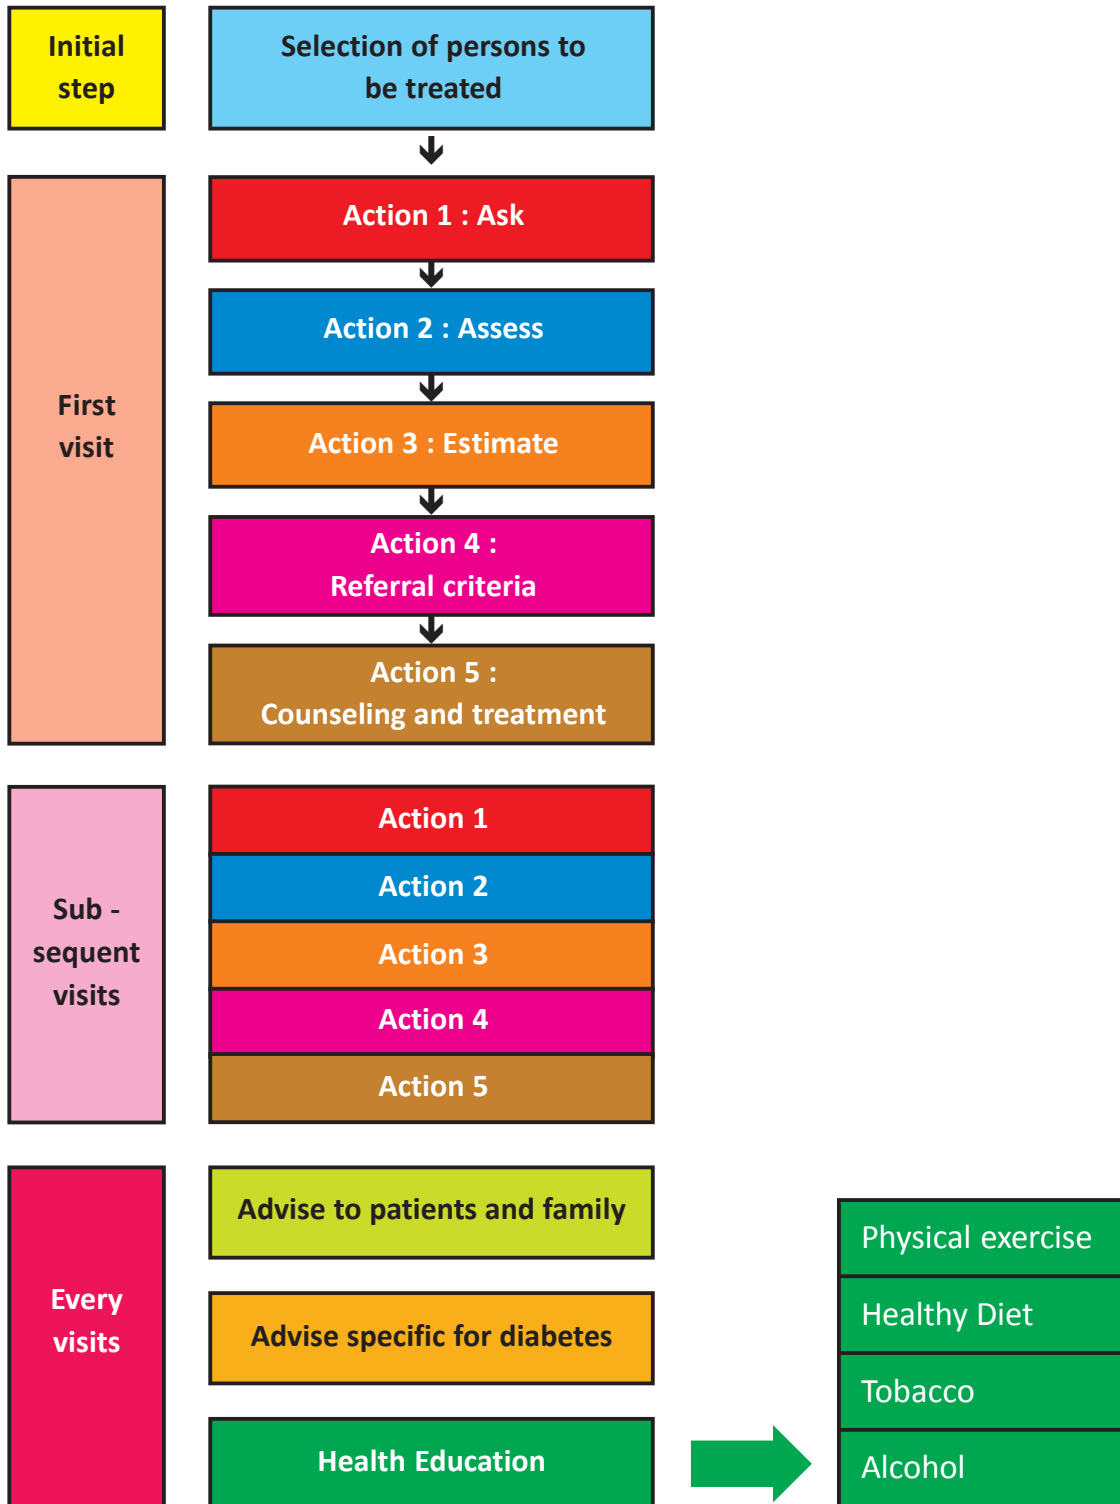 Initial
step
Selection of persons to
be treated
First
visit
Action 1 : Ask
Action 2 : Assess
Action 3 : Estimate
Action 4 :
Referral criteria
Action 5 :
Counseling and treatment
Sub -
sequent
visits
Action 1
Action 2
Action 3
Action 4
Action 5
Every
visits
Advise to patients and family
Advise specific for diabetes
Health Education
Physical exercise
Healthy Diet
Tobacco
Alcohol